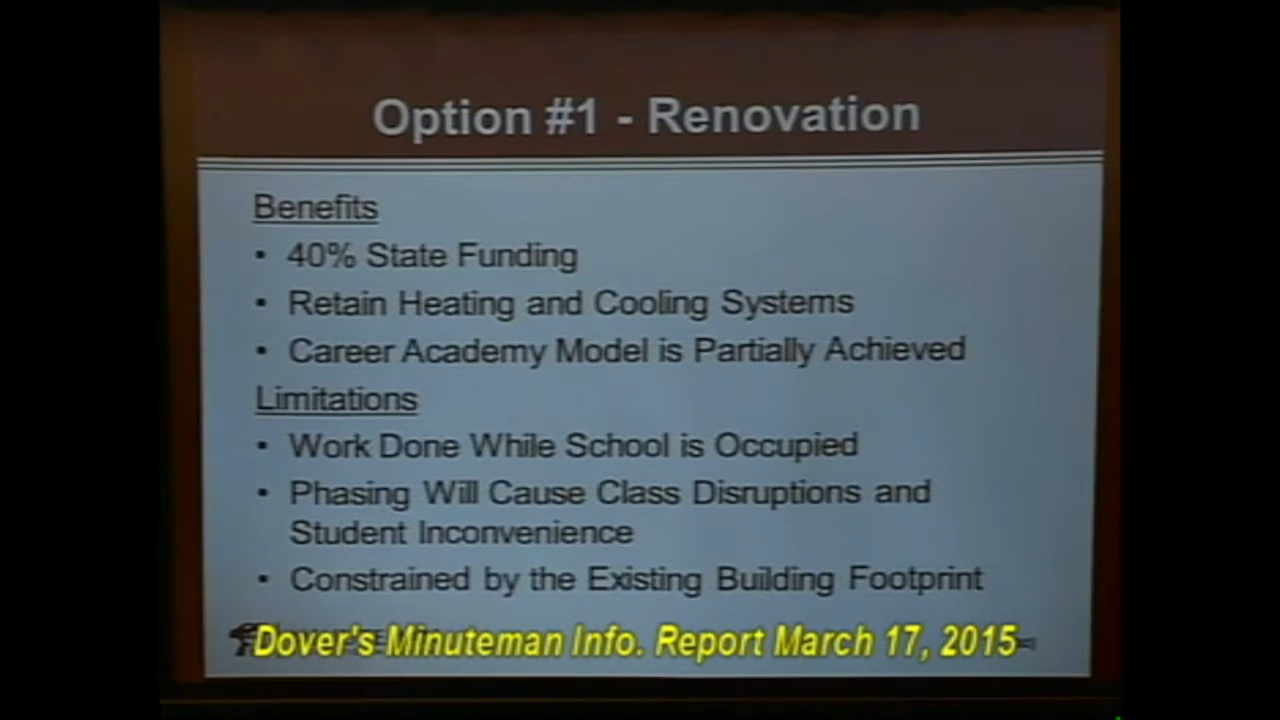 Option #1 - Renovation
Benefits
• 40% State Funding
• Retain Heating and Cooling Systems
• Career Academy Model is Partially Achieved
Limitations
• Work Done While School is Occupied
• Phasing Will Cause Class Disruptions and
Student Inconvenience
• Constrained by the Existing Building Footprint
Dover's Minuteman Info. Report March 17, 2015